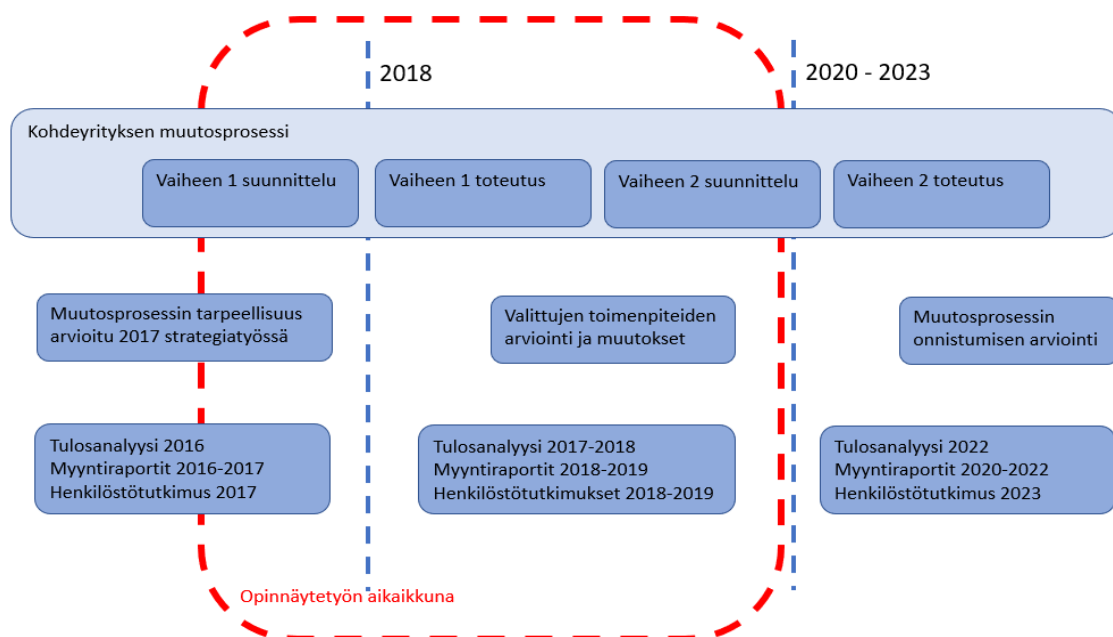 2018
2020 - 2023
Kohdeyrityksen muutosprosessi
Vaiheen 1 suunnittelu
Vaiheen 1 toteutus
Vaiheen 2 suunnittelu
Vaiheen 2 toteutus
Muutosprosessin tarpeellisuus
arvioitu 2017 strategiatyössä
Valittujen toimenpiteiden
arviointi ja muutokset
Muutosprosessin
onnistumisen arviointi
Tulosanalyysi 2016
Myyntiraportit 2016-2017
Henkilöstötutkimus 2017
Tulosanalyysi 2017-2018
Myyntiraportit 2018-2019
Henkilöstötutkimukset 2018-2019
Tulosanalyysi 2022
Myyntiraportit 2020-2022
Henkilöstötutkimus 2023
Opinnäytetyön aikaikkuna